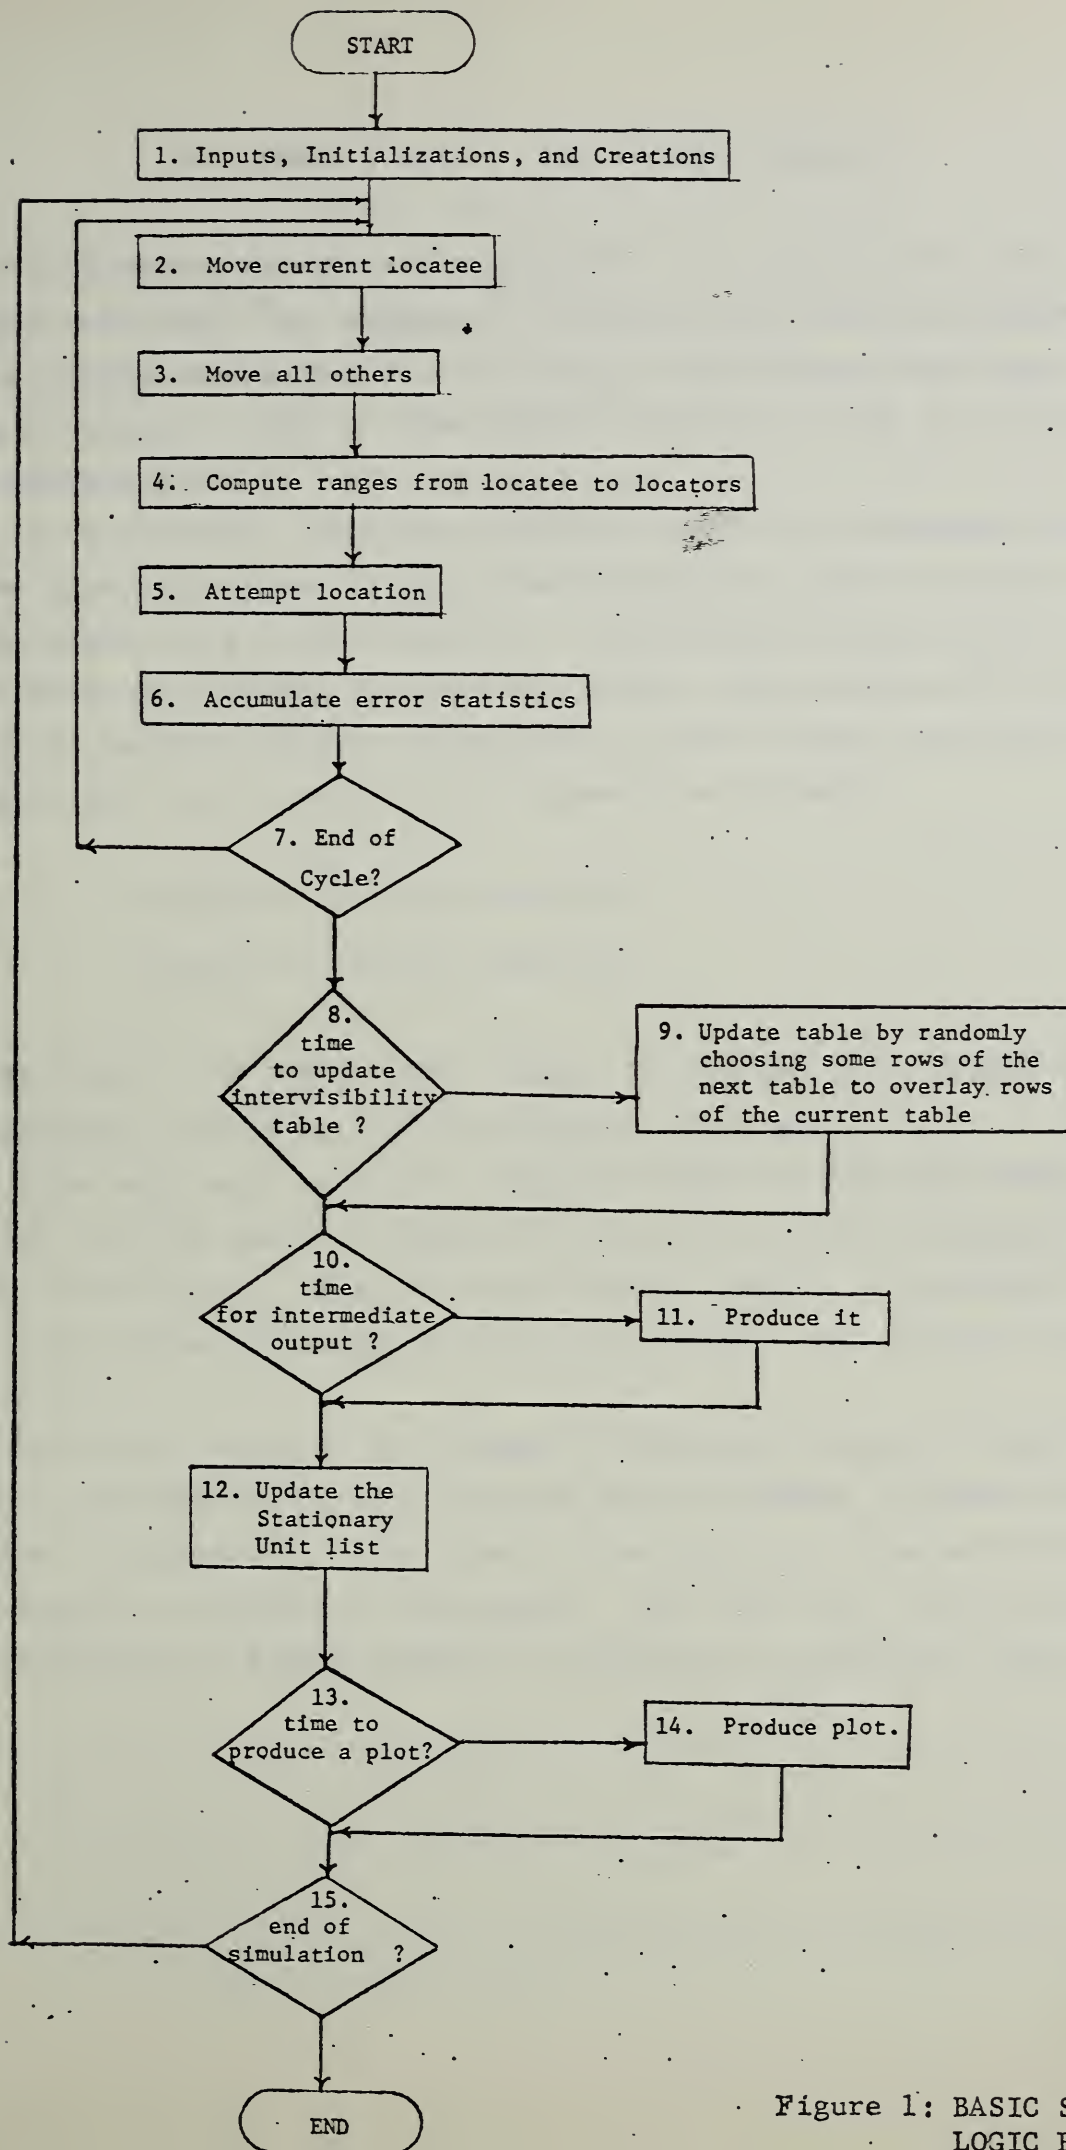 START
1. Inputs, Initializations, and Creations
2. Move current locatee
3. Move all others
4. Compute ranges from locatee to locators
5. Attempt location
6. Accumulate error statistics
7. End of
Cycle?
8.
time
to update
intervisibility
table ?
9. Update table by randomly
choosing some rows of the
next table to overlay rows
of the current table
10.
time
for intermediate
output ?
11. Produce it
12. Update the
Stationary
Unit list
13.
time to
produce a plot?
14. Produce plot.
15.
end of
simulation ?
END
Figure 1: BASIC
LOGIC